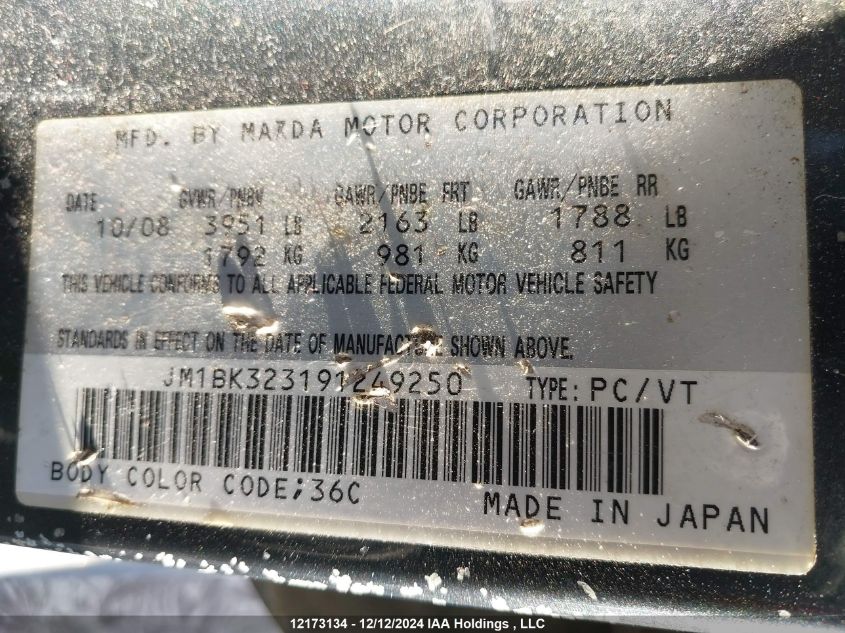 MFD. BY MAZDA MOTOR CORPORATION
DATE GVWR/PNBV GAWR/PNBE FRT GAWR/PNBE RR
10/08 3951 LB 2163 LB 1788 LB
1792 KG 981 KG 811 KG
THIS VEHICLE CONFORMS TO ALL APPLICABLE FEDERAL MOTOR VEHICLE SAFETY
STANDARDS IN EFFECT ON THE DATE OF MANUFACTURE SHOWN ABOVE.
JM1BK323191249250 TYPE: PC/VT
BODY COLOR CODE;36C
MADE IN JAPAN
12173134 - 12/12/2024 IAA Holdings , LLC